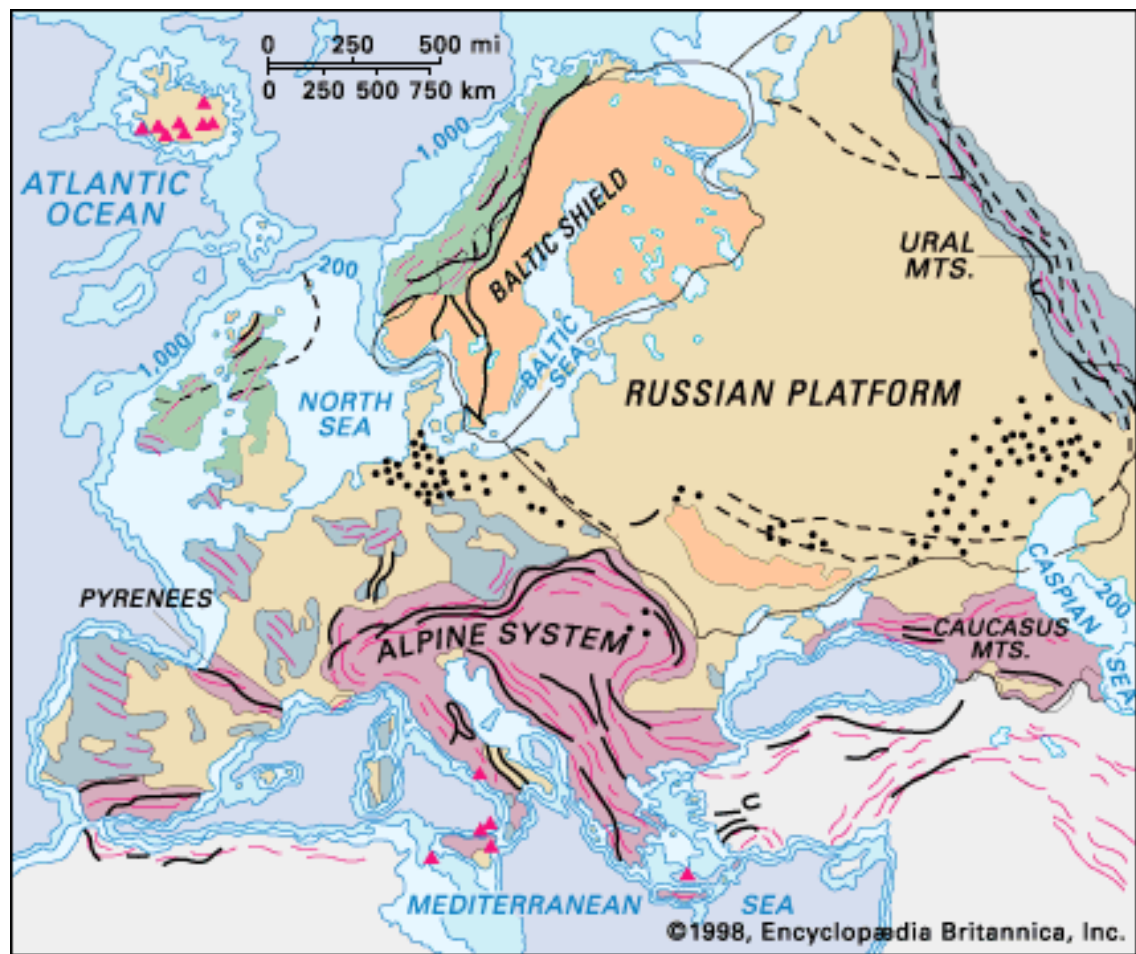 0 250 500 mi
0 250 500 750 km
1,000
ATLANTIC
OCEAN
BALTIC SHIELD
URAL
MTS.
200
1,000
BALTIC
SEA
NORTH
SEA
RUSSIAN PLATFORM
CASPIAN
SEA
200
PYRENEES
ALPINE SYSTEM
CAUCASUS
MTS.
MEDITERRANEAN SEA
©1998, Encyclopædia Britannica, Inc.